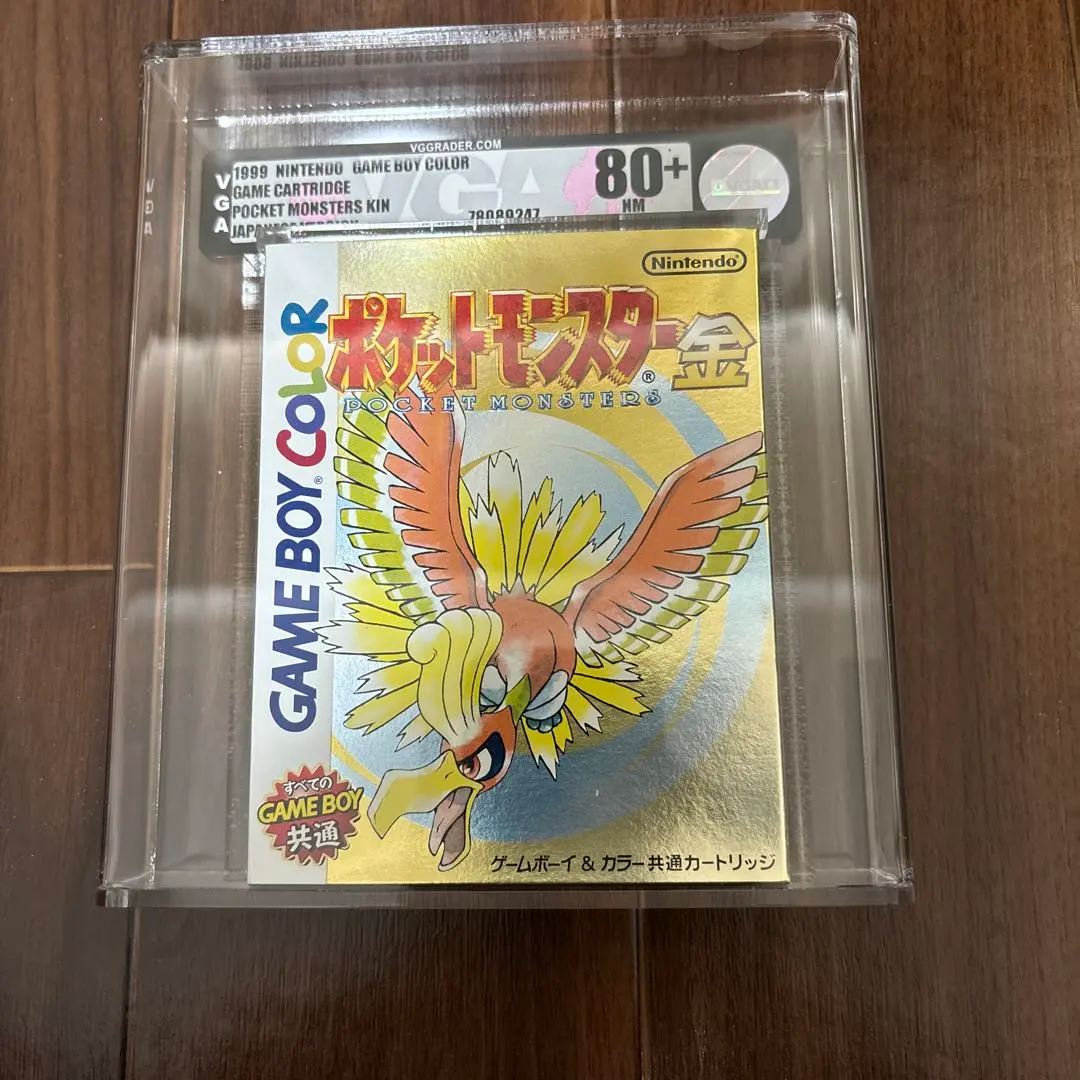 VGGRADER.COM
VGA
1999 NINTENDO GAME BOY COLOR
GAME CARTRIDGE
POCKET MONSTERS KIN
78089247
80+
NM
Nintendo®
ポケットモンスター®金
POCKET MONSTERS
GAME BOY® COLOR
すべての
GAME BOY
共通
ゲームボーイ & カラー共通カートリッジ